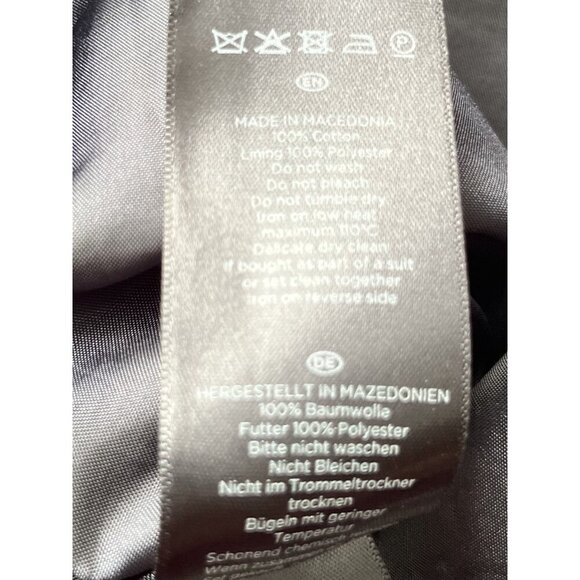 P
EN
MADE IN MACEDONIA
100% Cotton
Lining 100% Polyester
Do not wash
Do not bleach
Do not tumble dry
Iron on low heat
maximum 110°C
Delicate dry clean
If bought as part of a suit
or set clean together
Iron on reverse side
DE
HERGESTELLT IN MAZEDONIEN
100% Baumwolle
Futter 100% Polyester
Bitte nicht waschen
Nicht Bleichen
Nicht im Trommeltrockner
trocknen
Bügeln mit geringer
Temperatur
Schonend chemisch
Wenn